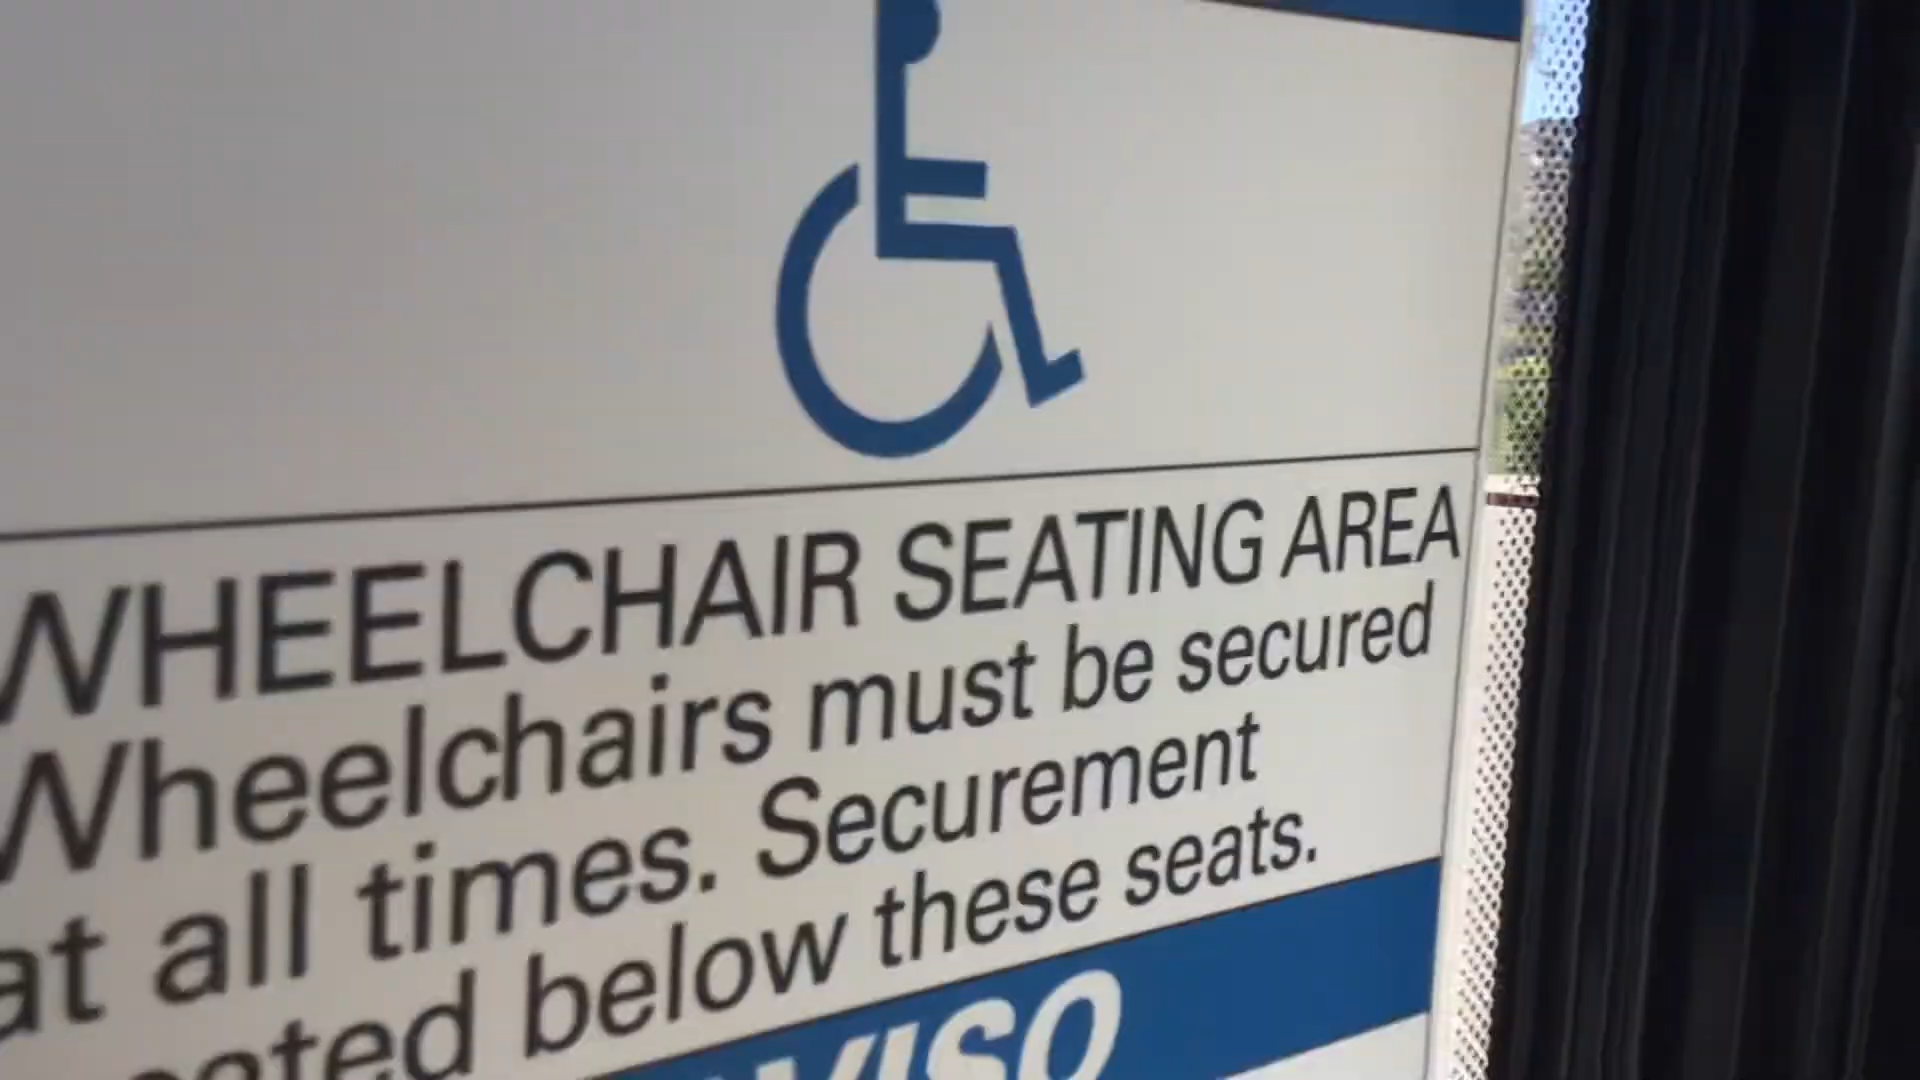 WHEELCHAIR SEATING AREA
Wheelchairs must be secured
at all times. Securement
below these seats.